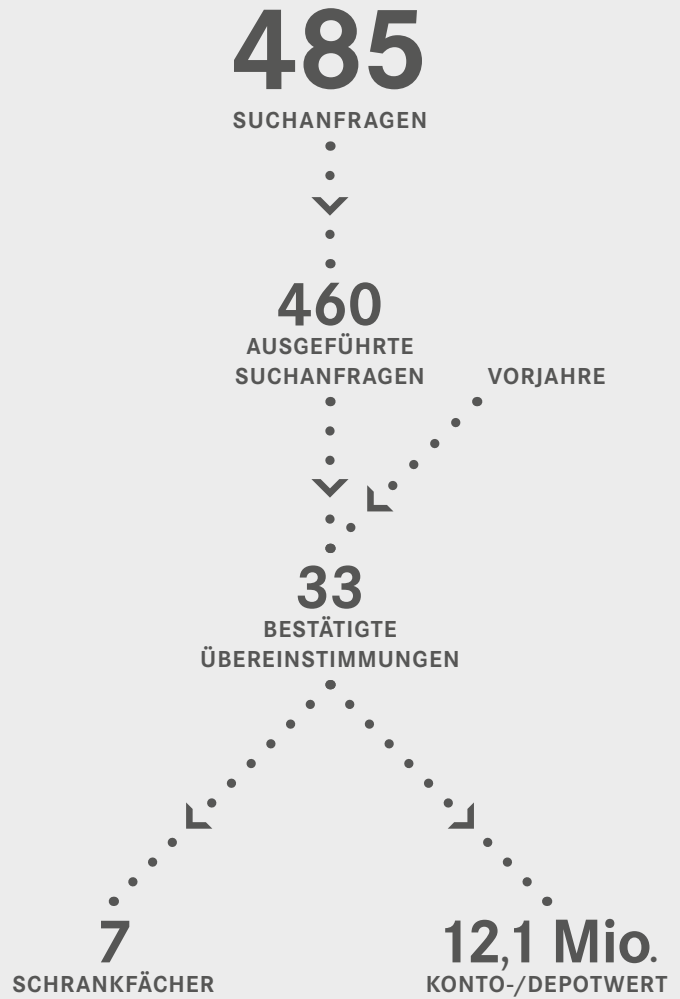 485
SUCHANFRAGEN
460
AUSGEFÜHRTE
SUCHANFRAGEN
VORJAHRE
33
BESTÄTIGTE
ÜBEREINSTIMMUNGEN
7
SCHRANKFÄCHER
12,1 Mio.
KONTO-/DEPOTWERT